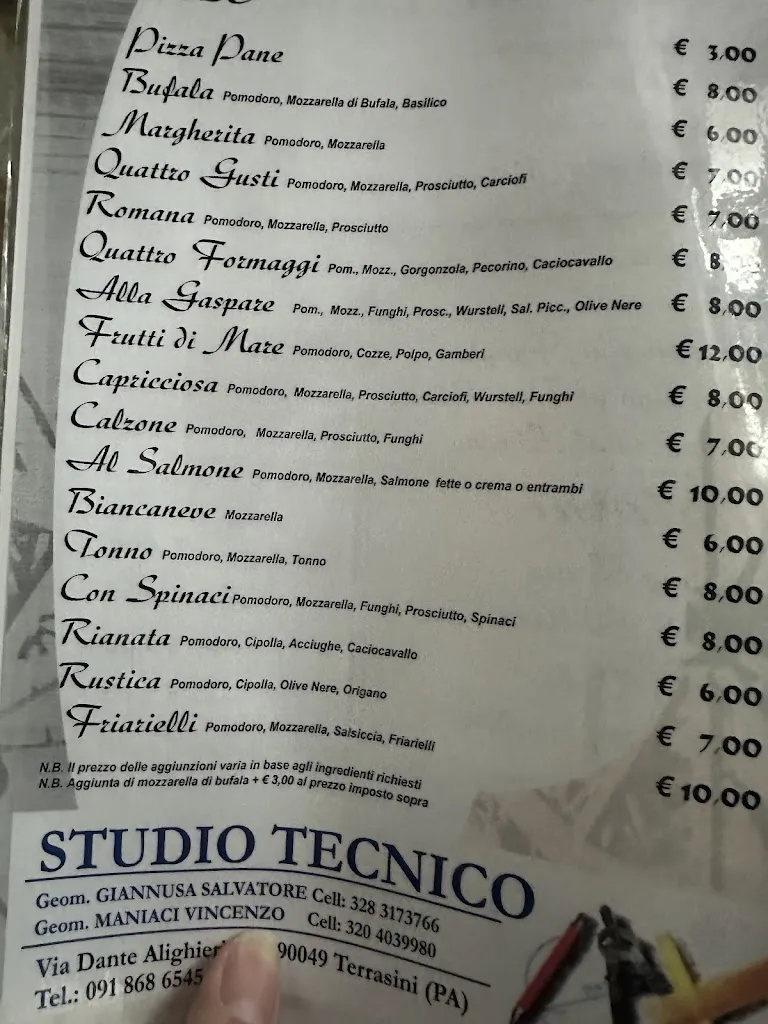 Pizza Pane € 3,00
Bufala Pomodoro, Mozzarella di Bufala, Basilico € 8,00
Margherita Pomodoro, Mozzarella € 6,00
Quattro Gusti Pomodoro, Mozzarella, Prosciutto, Carciofi € 7,00
Romana Pomodoro, Mozzarella, Prosciutto € 7,00
Quattro Formaggi Pom., Mozz., Gorgonzola, Pecorino, Caciocavallo € 8,
Alla Gaspare Pom., Mozz., Funghi, Prosc., Wurstell, Sal. Picc., Olive Nere € 8,00
Frutti di Mare Pomodoro, Cozze, Polpo, Gamberi € 12,00
Capricciosa Pomodoro, Mozzarella, Prosciutto, Carciofi, Wurstell, Funghi € 8,00
Calzone Pomodoro, Mozzarella, Prosciutto, Funghi € 7,00
Al Salmone Pomodoro, Mozzarella, Salmone fette o crema o entrambi € 10,00
Biancaneve Mozzarella € 6,00
Tonno Pomodoro, Mozzarella, Tonno € 8,00
Con Spinaci Pomodoro, Mozzarella, Funghi, Prosciutto, Spinaci € 8,00
Rianata Pomodoro, Cipolla, Acciughe, Caciocavallo € 6,00
Rustica Pomodoro, Cipolla, Olive Nere, Origano € 7,00
Friarielli Pomodoro, Mozzarella, Salsiccia, Friarielli € 10,00
N.B. Il prezzo delle aggiunzioni varia in base agli ingredienti richiesti
N.B. Aggiunta di mozzarella di bufala + € 3,00 al prezzo imposto sopra
STUDIO TECNICO
Geom. GIANNUSA SALVATORE Cell: 328 3173766
Geom. MANIACI VINCENZO Cell: 320 4039980
Via Dante Alighier 90049 Terrasini (PA)
Tel.: 091 868 6545